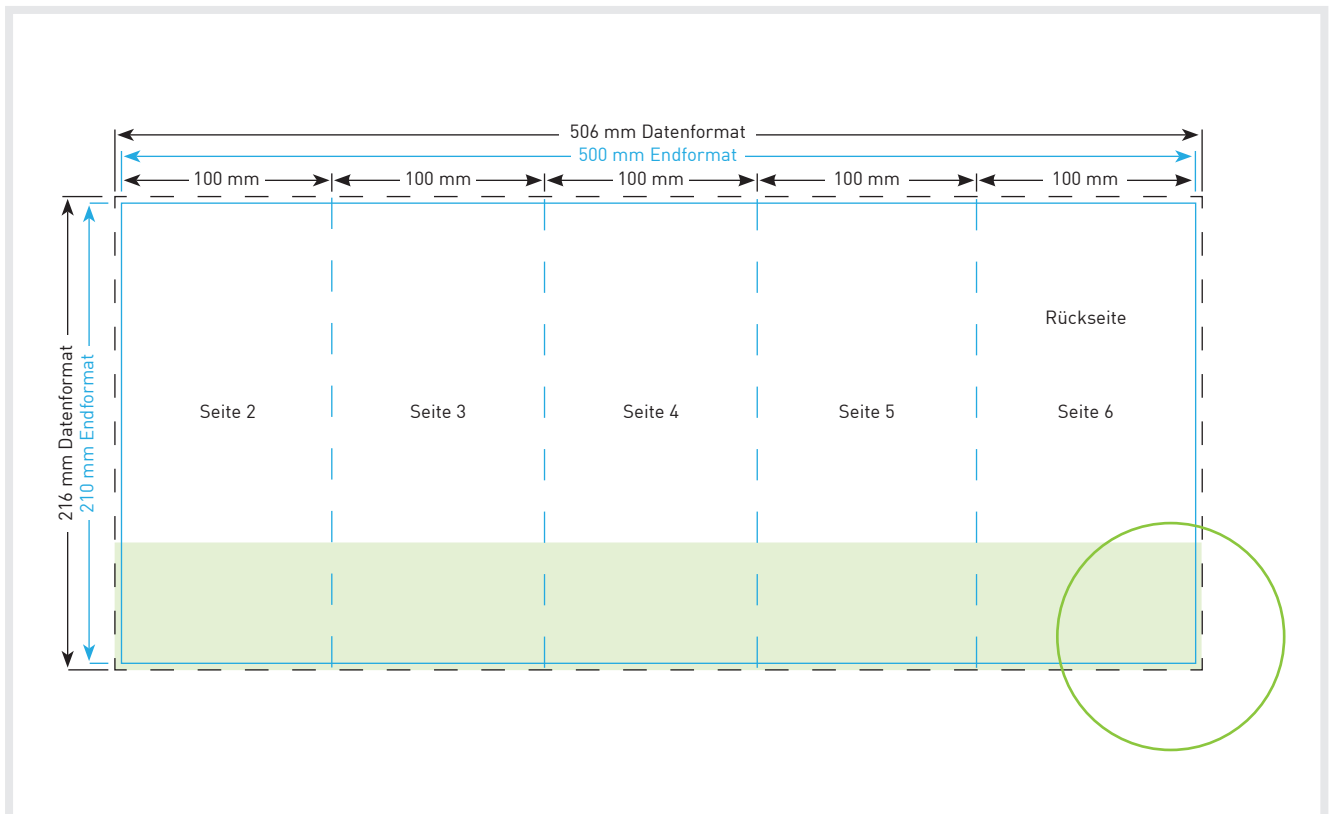 506 mm Datenformat
500 mm Endformat
100 mm 100 mm 100 mm 100 mm 100 mm
216 mm Datenformat
210 mm Endformat
Rückseite
Seite 2 Seite 3 Seite 4 Seite 5 Seite 6